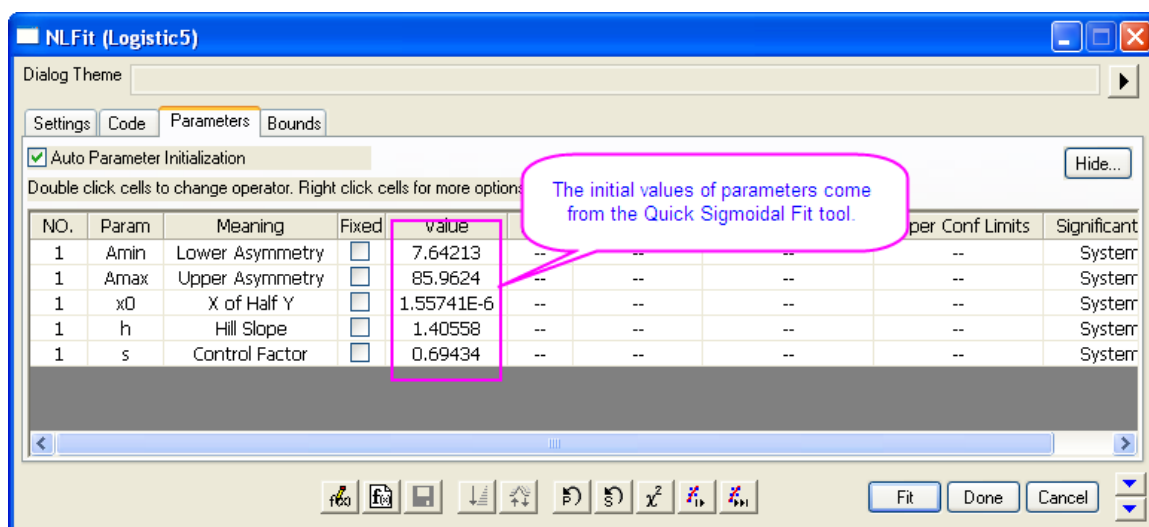 NLFit (Logistic5)
Dialog Theme
Settings Code Parameters Bounds
Auto Parameter Initialization
Hide...
Double click cells to change operator. Right click cells for more option
The initial values of parameters come
from the Quick Sigmoidal Fit tool.
NO. Param Meaning Fixed Value per Conf Limits Significant
1 Amin Lower Asymmetry 7.64213 -- -- -- -- System
1 Amax Upper Asymmetry 85.9624 -- -- -- -- System
1 x0 X of Half Y 1.55741E-6 -- -- -- -- System
1 h Hill Slope 1.40558 -- -- -- -- System
1 s Control Factor 0.69434 -- -- -- -- System
Fit Done Cancel